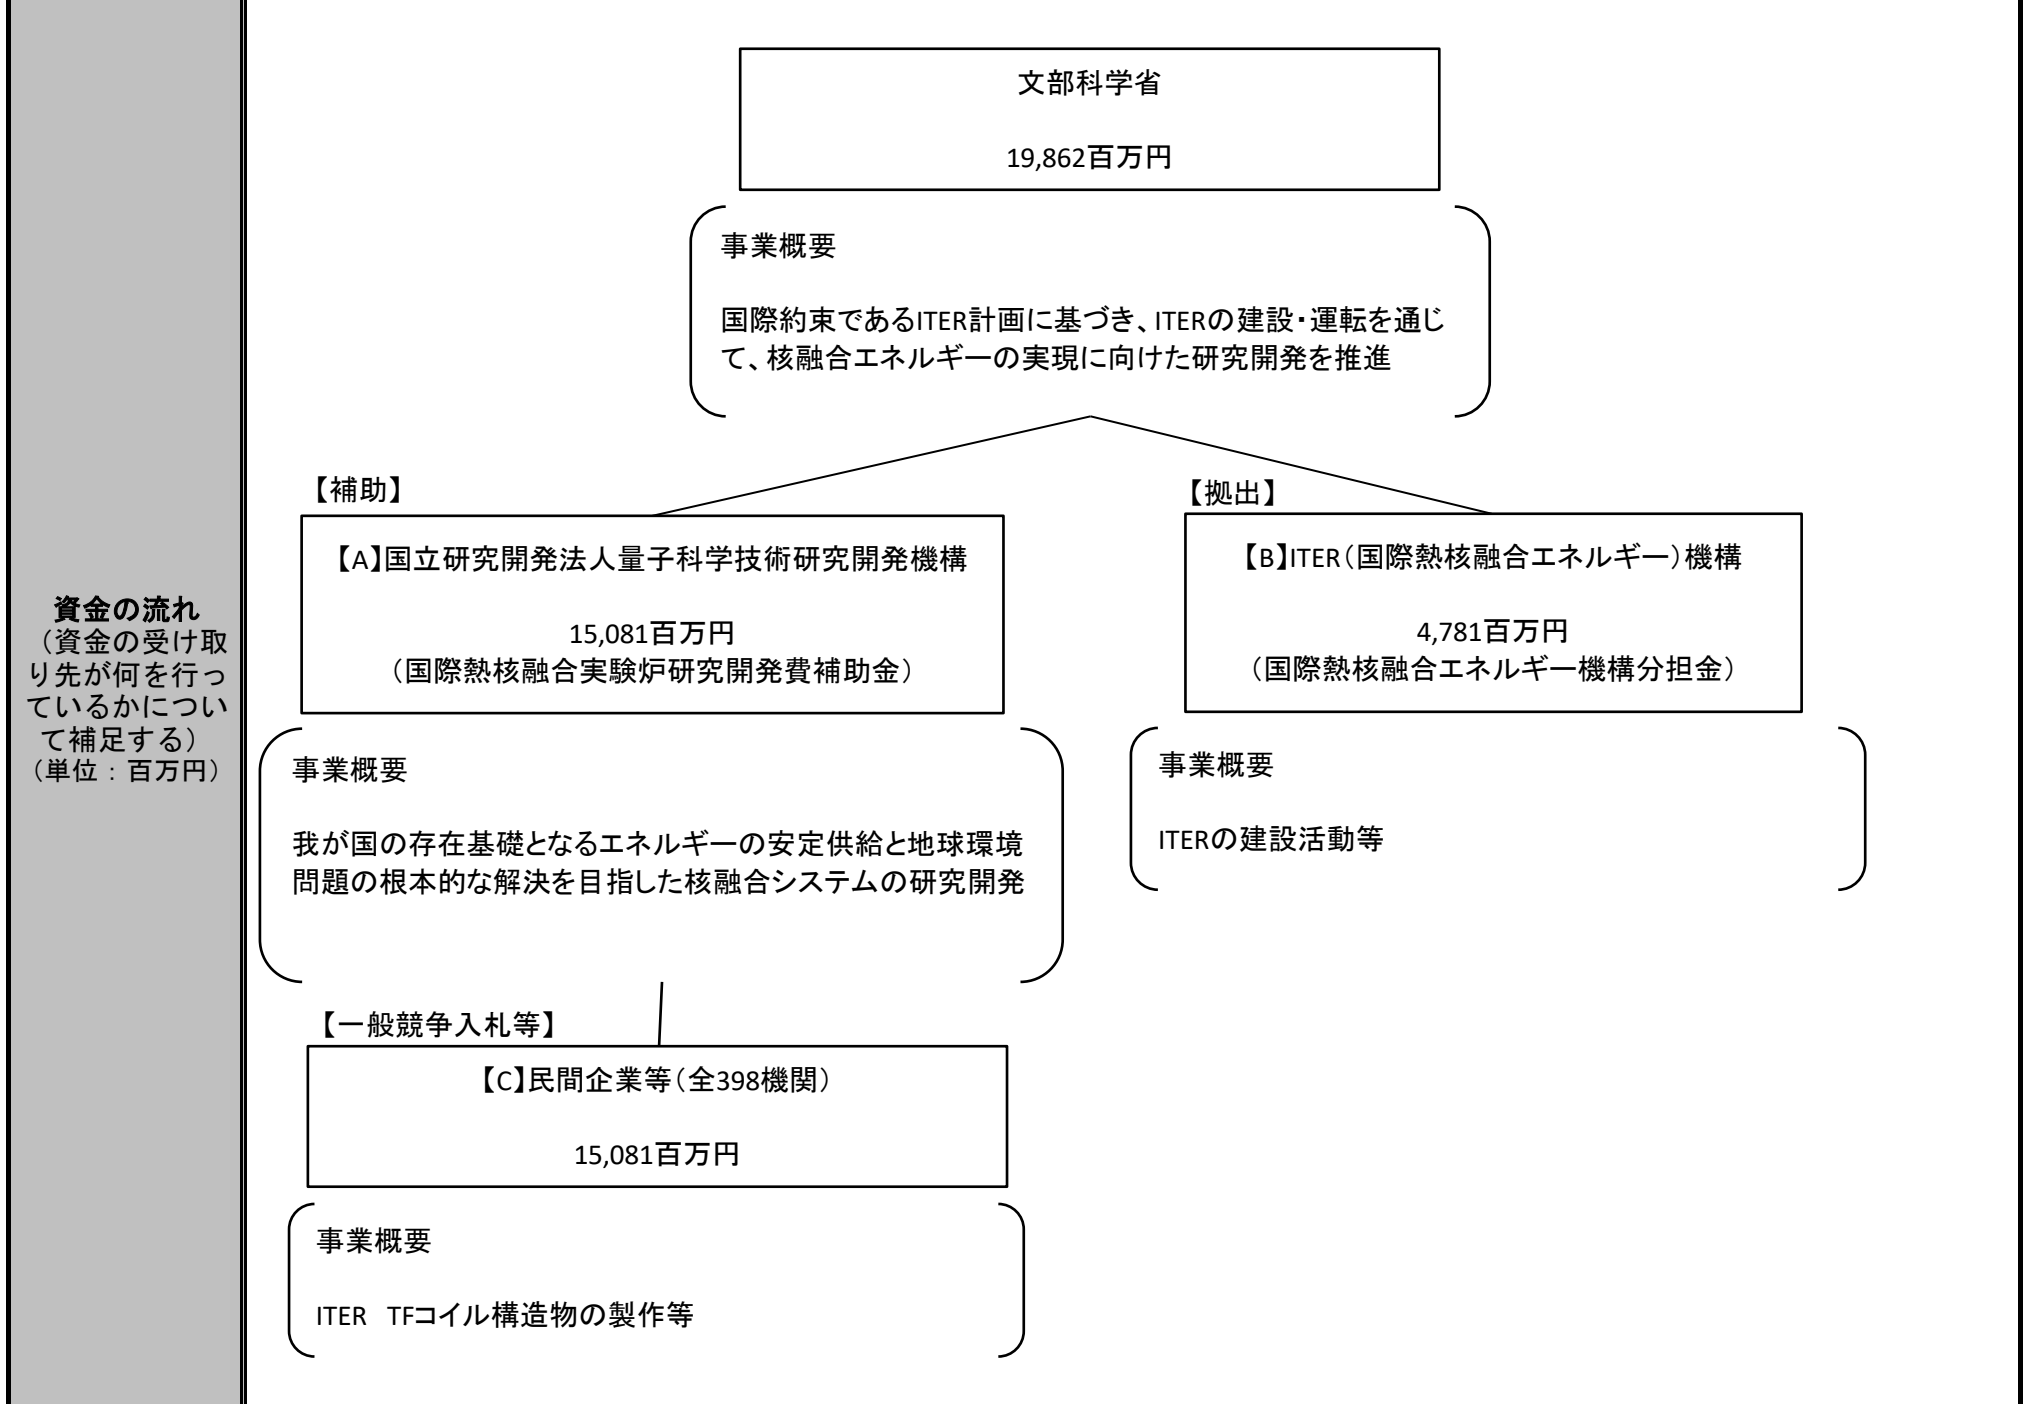 資金の流れ
（資金の受け取
り先が何を行っ
ているかについ
て補足する）
（単位：百万円）
文部科学省
19,862百万円
事業概要
国際約束であるITER計画に基づき、ITERの建設・運転を通じ
て、核融合エネルギーの実現に向けた研究開発を推進
【補助】
【A】国立研究開発法人量子科学技術研究開発機構
15,081百万円
（国際熱核融合実験炉研究開発費補助金）
事業概要
我が国の存在基礎となるエネルギーの安定供給と地球環境
問題の根本的な解決を目指した核融合システムの研究開発
【拠出】
【B】ITER（国際熱核融合エネルギー）機構
4,781百万円
（国際熱核融合エネルギー機構分担金）
事業概要
ITERの建設活動等
【一般競争入札等】
【C】民間企業等（全398機関）
15,081百万円
事業概要
ITER　TFコイル構造物の製作等